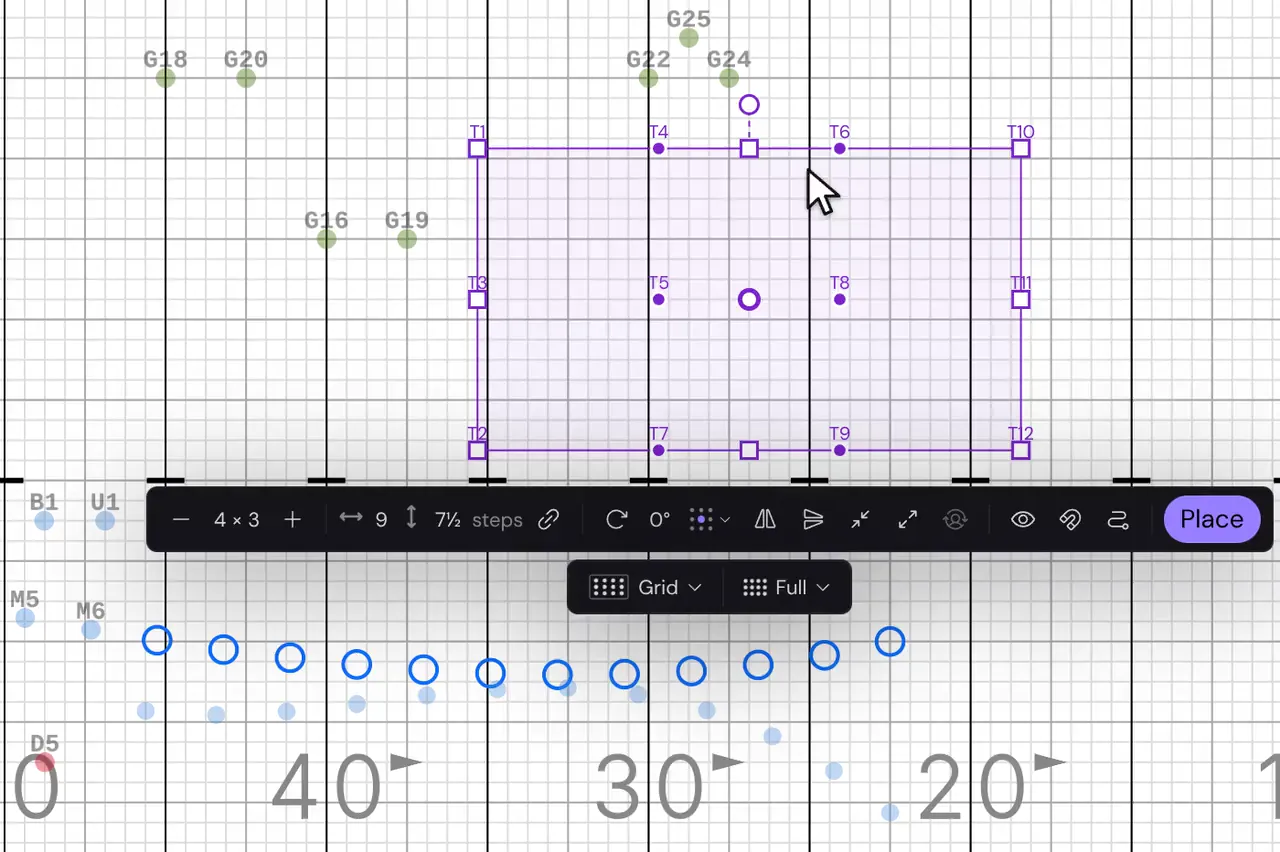 G25
G18 G20 G22 G24
T1 T4 T6 T10
G16 G19
T3 T5 T8 T11
T2 T7 T9 T12
B1 U1
4 × 3 9 7½ steps 0° Place
Grid Full
M5 M6
D5
0 40 30 20 1